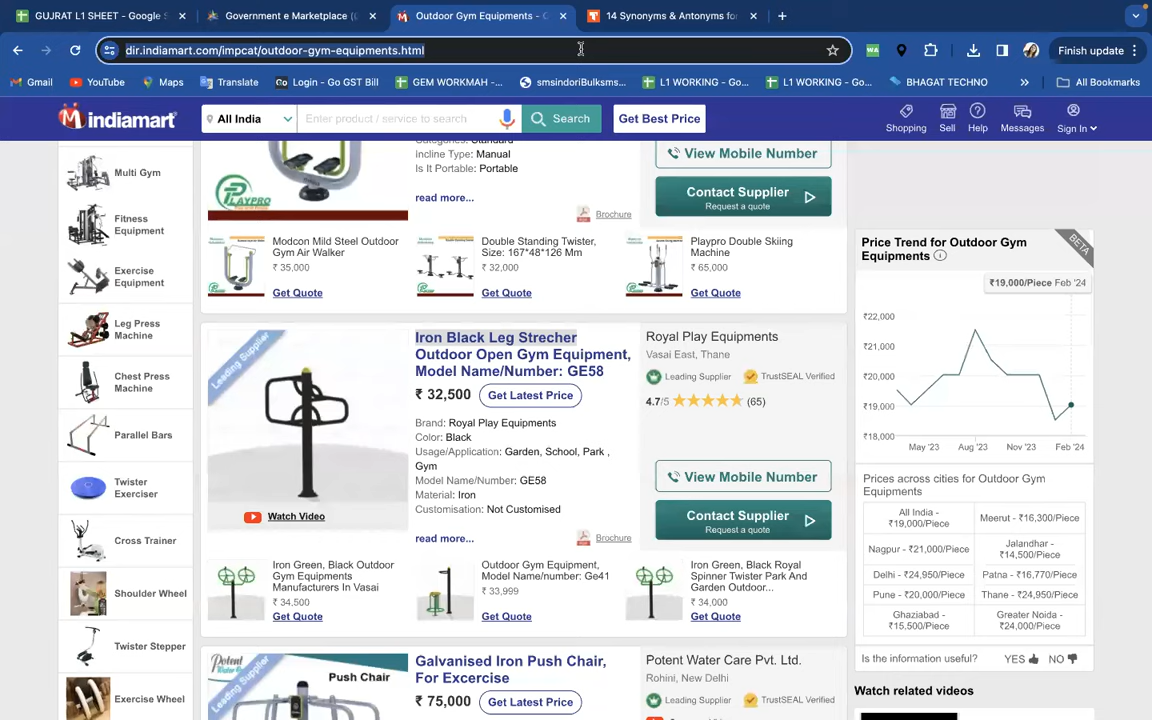 GUJRAT L1 SHEET - Google S
Government e Marketplace (G
Outdoor Gym Equipments - O
14 Synonyms & Antonyms for
dir.indiamart.com/impcat/outdoor-gym-equipments.html
WA
Finish update
Gmail
YouTube
Maps
Translate
Co Login - Go GST Bill
GEM WORKMAH -...
smsindoriBulksms...
L1 WORKING - Go...
L1 WORKING - Go...
BHAGAT TECHNO
»
All Bookmarks
indiamart
All India
Enter product / service to search
Search
Get Best Price
Shopping
Sell
Help
Messages
Sign In
Multi Gym
Fitness
Equipment
Exercise
Equipment
Leg Press
Machine
Chest Press
Machine
Parallel Bars
Twister
Exerciser
Cross Trainer
Shoulder Wheel
Twister Stepper
Exercise Wheel
PLAYPRO
Categories: Standard
Incline Type: Manual
Is It Portable: Portable
read more...
Brochure
View Mobile Number
Contact Supplier
Request a quote
Modcon Mild Steel Outdoor
Gym Air Walker
₹ 35,000
Get Quote
Double Standing Twister,
Size: 167*48*126 Mm
₹ 32,000
Get Quote
Playpro Double Skiing
Machine
₹ 65,000
Get Quote
Leading Supplier
Watch Video
Iron Black Leg Strecher
Outdoor Open Gym Equipment,
Model Name/Number: GE58
₹ 32,500
Get Latest Price
Brand: Royal Play Equipments
Color: Black
Usage/Application: Garden, School, Park ,
Gym
Model Name/Number: GE58
Material: Iron
Customisation: Not Customised
read more...
Brochure
Royal Play Equipments
Vasai East, Thane
Leading Supplier
TrustSEAL Verified
4.7/5 ★★★★★ (65)
View Mobile Number
Contact Supplier
Request a quote
Iron Green, Black Outdoor
Gym Equipments
Manufacturers In Vasai
₹ 34,500
Get Quote
Outdoor Gym Equipment,
Model Name/number: Ge41
₹ 33,999
Get Quote
Iron Green, Black Royal
Spinner Twister Park And
Garden Outdoor...
₹ 34,000
Get Quote
Potent
Water Care
Push Chair
Leading Supplier
Galvanised Iron Push Chair,
For Excercise
₹ 75,000
Get Latest Price
Potent Water Care Pvt. Ltd.
Rohini, New Delhi
Leading Supplier
TrustSEAL Verified
Price Trend for Outdoor Gym
Equipments
BETA
₹19,000/Piece Feb '24
₹22,000
₹21,000
₹20,000
₹19,000
₹18,000
May '23
Aug '23
Nov '23
Feb '24
Prices across cities for Outdoor Gym
Equipments
All India -
₹19,000/Piece
Meerut - ₹16,300/Piece
Nagpur - ₹21,000/Piece
Jalandhar -
₹14,500/Piece
Delhi - ₹24,950/Piece
Patna - ₹16,770/Piece
Pune - ₹20,000/Piece
Thane - ₹24,950/Piece
Ghaziabad -
₹15,500/Piece
Greater Noida -
₹24,000/Piece
Is the information useful?
YES
NO
Watch related videos